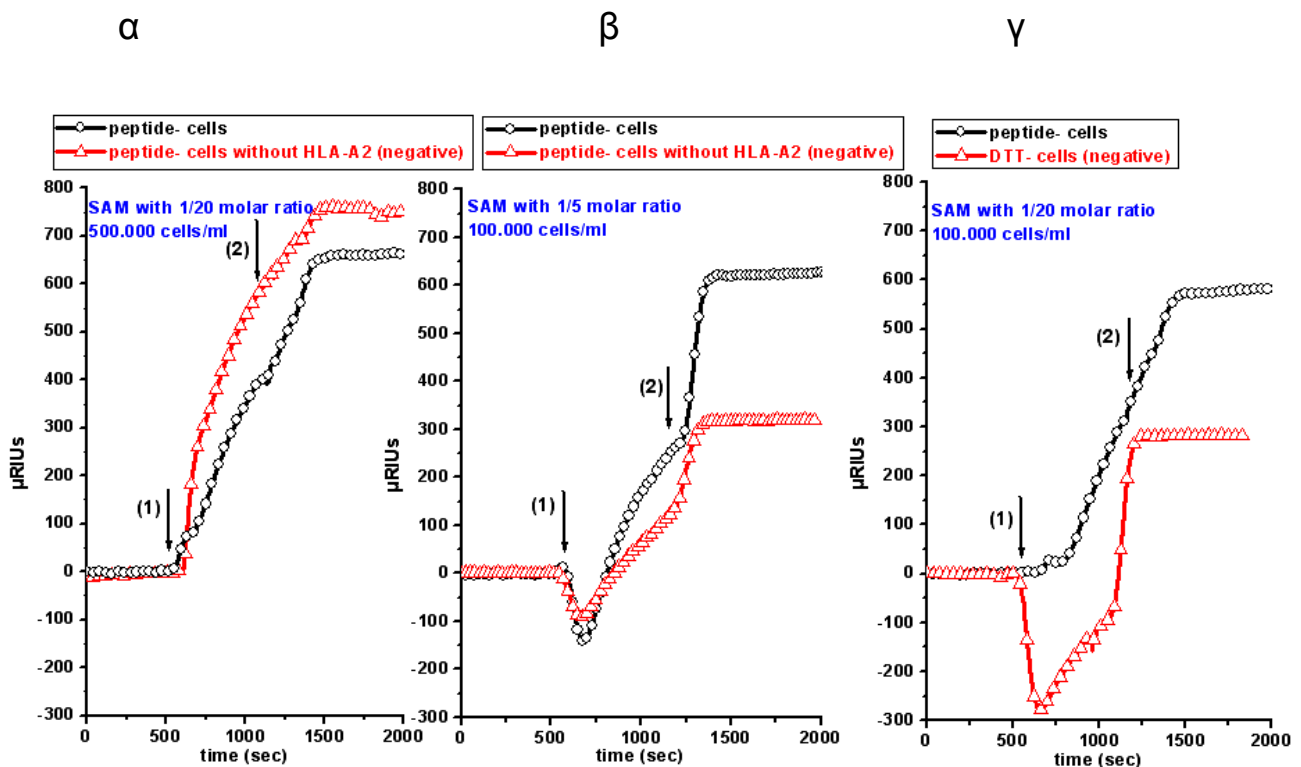 α
β
γ
peptide- cells
peptide- cells without HLA-A2 (negative)
peptide- cells
peptide- cells without HLA-A2 (negative)
peptide- cells
DTT- cells (negative)
800
700
600
500
400
300
200
100
0
-100
-200
-300
µRIUs
SAM with 1/20 molar ratio
500.000 cells/ml
(1)
(2)
0
500
1000
1500
2000
time (sec)
800
700
600
500
400
300
200
100
0
-100
-200
-300
µRIUs
SAM with 1/5 molar ratio
100.000 cells/ml
(1)
(2)
0
500
1000
1500
2000
time (sec)
800
700
600
500
400
300
200
100
0
-100
-200
-300
µRIUs
SAM with 1/20 molar ratio
100.000 cells/ml
(1)
(2)
0
500
1000
1500
2000
time (sec)